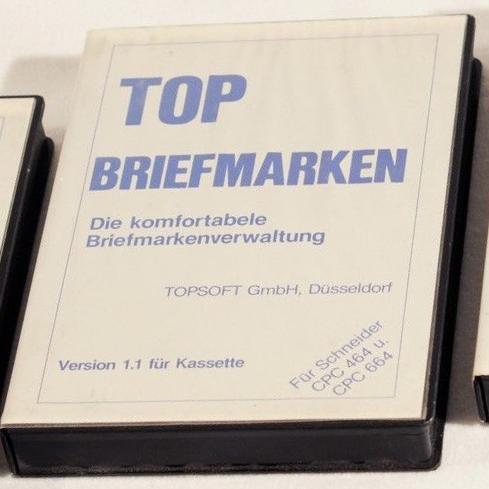 TOP
BRIEFMARKEN
Die komfortabele
Briefmarkenverwaltung
TOPSOFT GmbH, Düsseldorf
Version 1.1 für Kassette
Für Schneider
CPC 464 u.
CPC 664